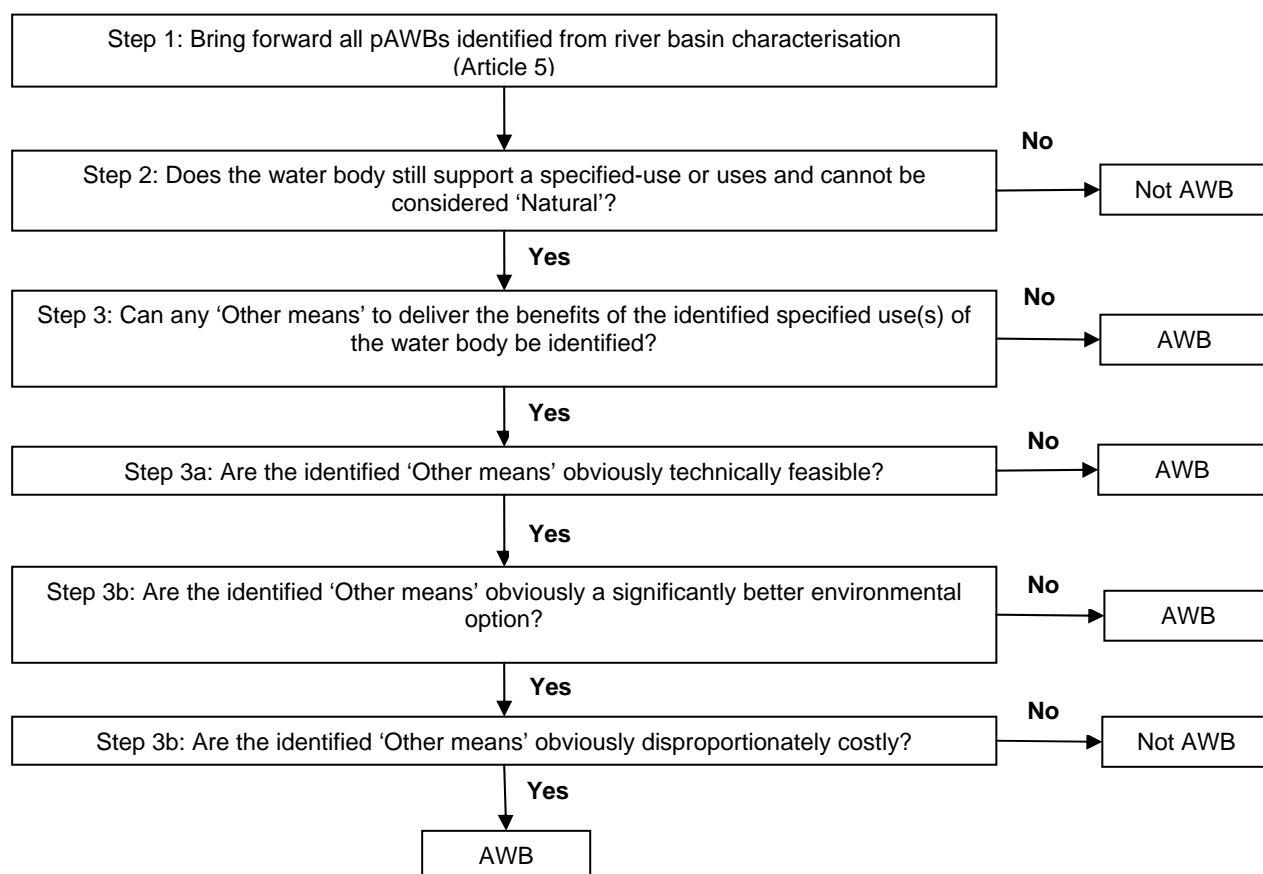 Step 1: Bring forward all pAWBs identified from river basin characterisation
(Article 5)
No
Step 2: Does the water body still support a specified-use or uses and cannot be
considered ‘Natural’?
Not AWB
Yes
No
Step 3: Can any ‘Other means’ to deliver the benefits of the identified specified use(s) of
the water body be identified?
AWB
Yes
No
Step 3a: Are the identified ‘Other means’ obviously technically feasible?
AWB
Yes
No
Step 3b: Are the identified ‘Other means’ obviously a significantly better environmental
option?
AWB
Yes
No
Step 3b: Are the identified ‘Other means’ obviously disproportionately costly?
Not AWB
Yes
AWB